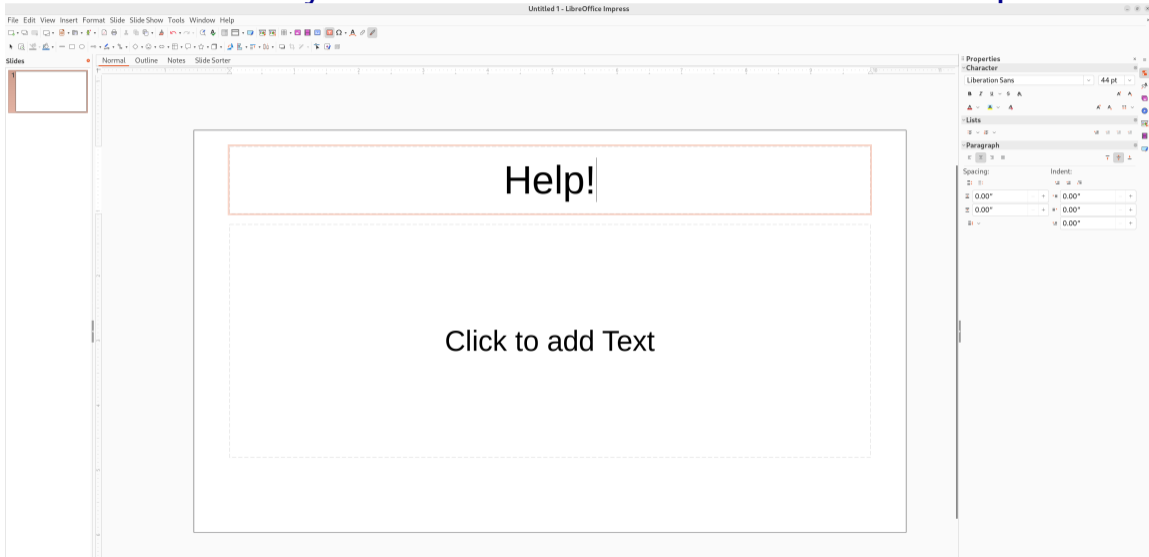 Untitled 1 - LibreOffice Impress
File Edit View Insert Format Slide Slide Show Tools Window Help
Slides
Normal Outline Notes Slide Sorter
1
Help!
Click to add Text
Properties
Character
Liberation Sans 44 pt
Lists
Paragraph
Spacing: Indent:
0.00" 0.00"
0.00" 0.00"
0.00"